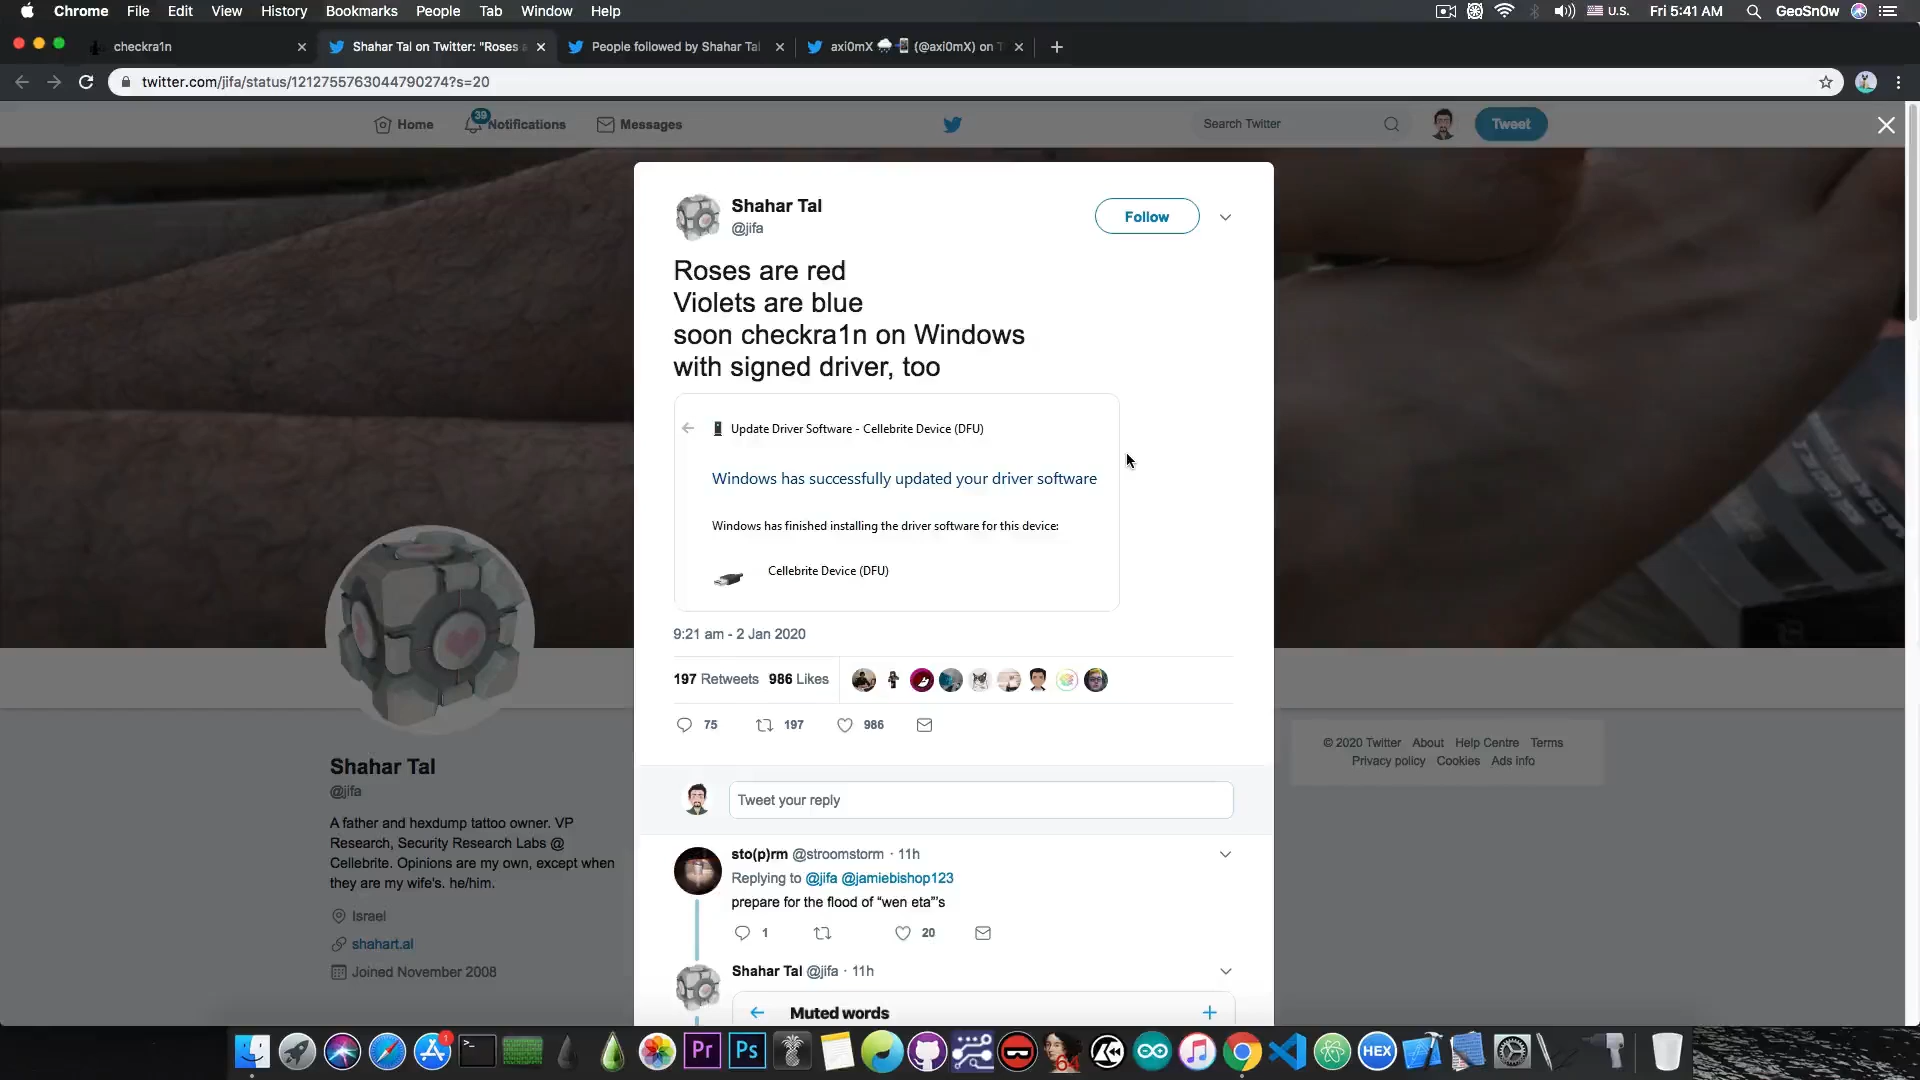 Chrome File Edit View History Bookmarks People Tab Window Help U.S. Fri 5:41 AM GeoSn0w
checkra1n Shahar Tal on Twitter: "Roses a People followed by Shahar Tal axi0mX (@axi0mX) on T
twitter.com/jifa/status/1212755763044790274?s=20
Home 39 Notifications Messages Search Twitter Tweet
Shahar Tal
@jifa
Follow
Roses are red
Violets are blue
soon checkra1n on Windows
with signed driver, too
Update Driver Software - Cellebrite Device (DFU)
Windows has successfully updated your driver software
Windows has finished installing the driver software for this device:
Cellebrite Device (DFU)
9:21 am - 2 Jan 2020
197 Retweets 986 Likes
75 197 986
Tweet your reply
sto(p)rm @stroomstorm · 11h
Replying to @jifa @jamiebishop123
prepare for the flood of “wen eta”’s
1 20
Shahar Tal @jifa · 11h
Muted words
Shahar Tal
@jifa
A father and hexdump tattoo owner. VP
Research, Security Research Labs @
Cellebrite. Opinions are my own, except when
they are my wife's. he/him.
Israel
shahart.al
Joined November 2008
© 2020 Twitter About Help Centre Terms
Privacy policy Cookies Ads info
1 Pr Ps 64 HEX